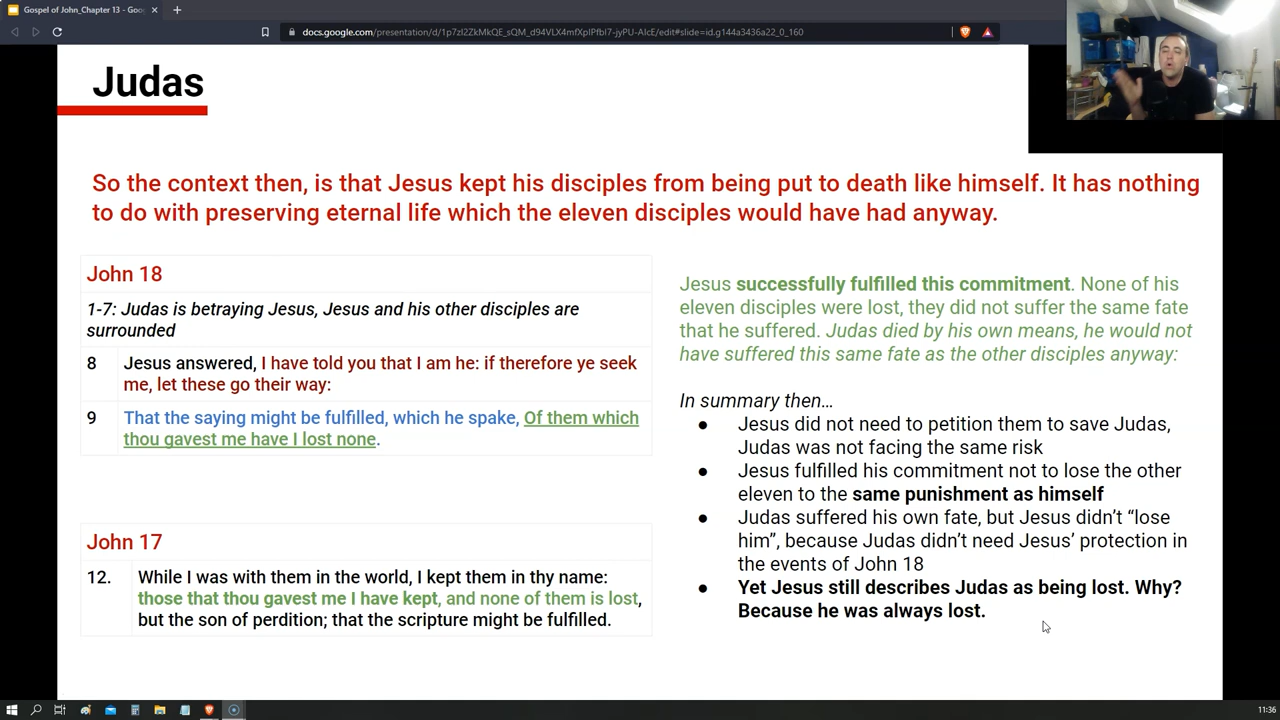 Gospel of John_Chapter 13 - Goo
docs.google.com/presentation/d/1p7zl2ZkMkQE_sQM_d94VLX4mfXpIPfbI7-jyPU-AIcE/edit#slide=id.g144a3436a22_0_160
Judas
So the context then, is that Jesus kept his disciples from being put to death like himself. It has nothing
to do with preserving eternal life which the eleven disciples would have had anyway.
John 18
1-7: Judas is betraying Jesus, Jesus and his other disciples are
surrounded
8 Jesus answered, I have told you that I am he: if therefore ye seek
me, let these go their way:
9 That the saying might be fulfilled, which he spake, Of them which
thou gavest me have I lost none.
John 17
12. While I was with them in the world, I kept them in thy name:
those that thou gavest me I have kept, and none of them is lost,
but the son of perdition; that the scripture might be fulfilled.
Jesus successfully fulfilled this commitment. None of his
eleven disciples were lost, they did not suffer the same fate
that he suffered. Judas died by his own means, he would not
have suffered this same fate as the other disciples anyway:
In summary then…
● Jesus did not need to petition them to save Judas,
Judas was not facing the same risk
● Jesus fulfilled his commitment not to lose the other
eleven to the same punishment as himself
● Judas suffered his own fate, but Jesus didn’t “lose
him”, because Judas didn’t need Jesus’ protection in
the events of John 18
● Yet Jesus still describes Judas as being lost. Why?
Because he was always lost.
11:36